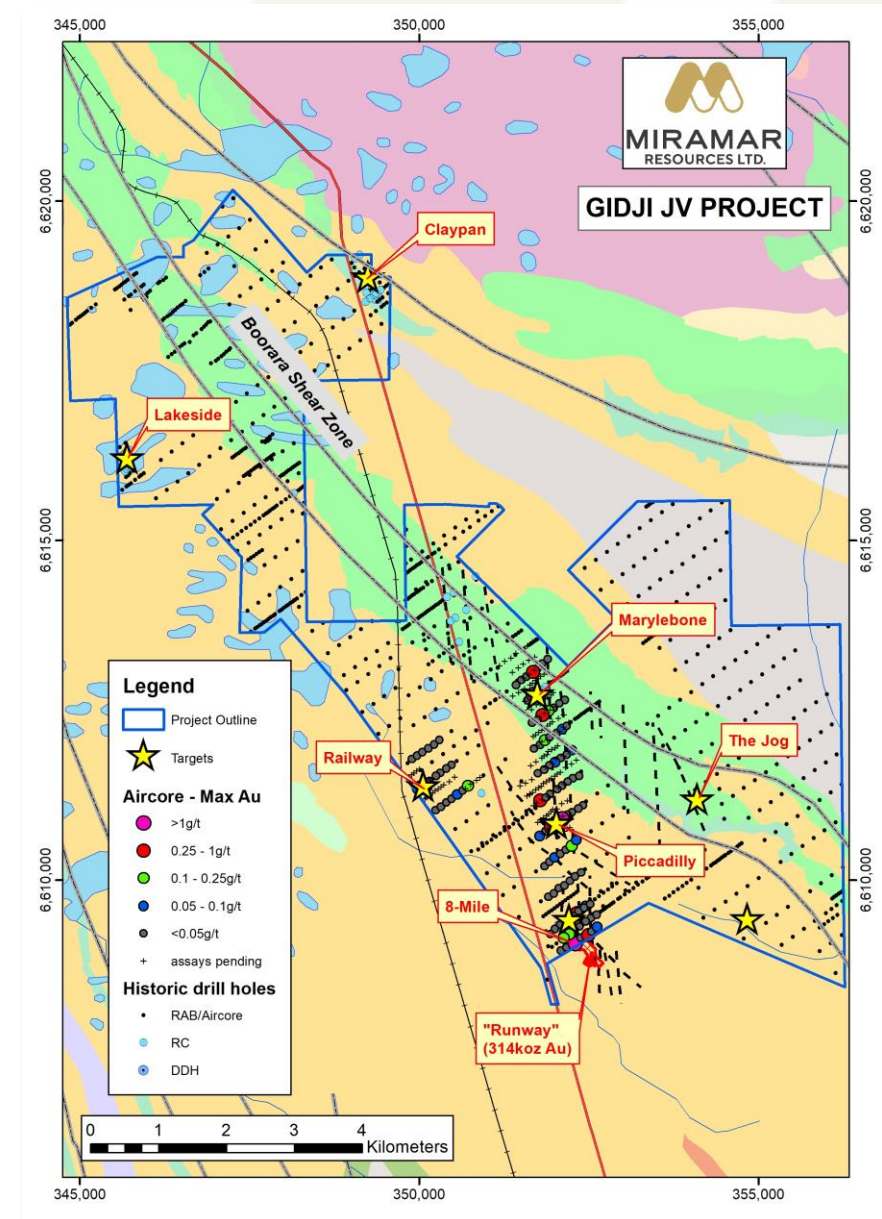 345,000
350,000
355,000
MIRAMAR
RESOURCES LTD.
GIDJI JV PROJECT
6,620,000
6,620,000
Claypan
Boorara Shear Zone
Lakeside
6,615,000
6,615,000
Marylebone
Legend
Project Outline
Targets
Aircore - Max Au
>1g/t
0.25 - 1g/t
0.1 - 0.25g/t
0.05 - 0.1g/t
<0.05g/t
assays pending
Historic drill holes
RAB/Aircore
RC
DDH
Railway
The Jog
Piccadilly
6,610,000
6,610,000
8-Mile
"Runway"
(314koz Au)
0 1 2 3 4
Kilometers
345,000
350,000
355,000